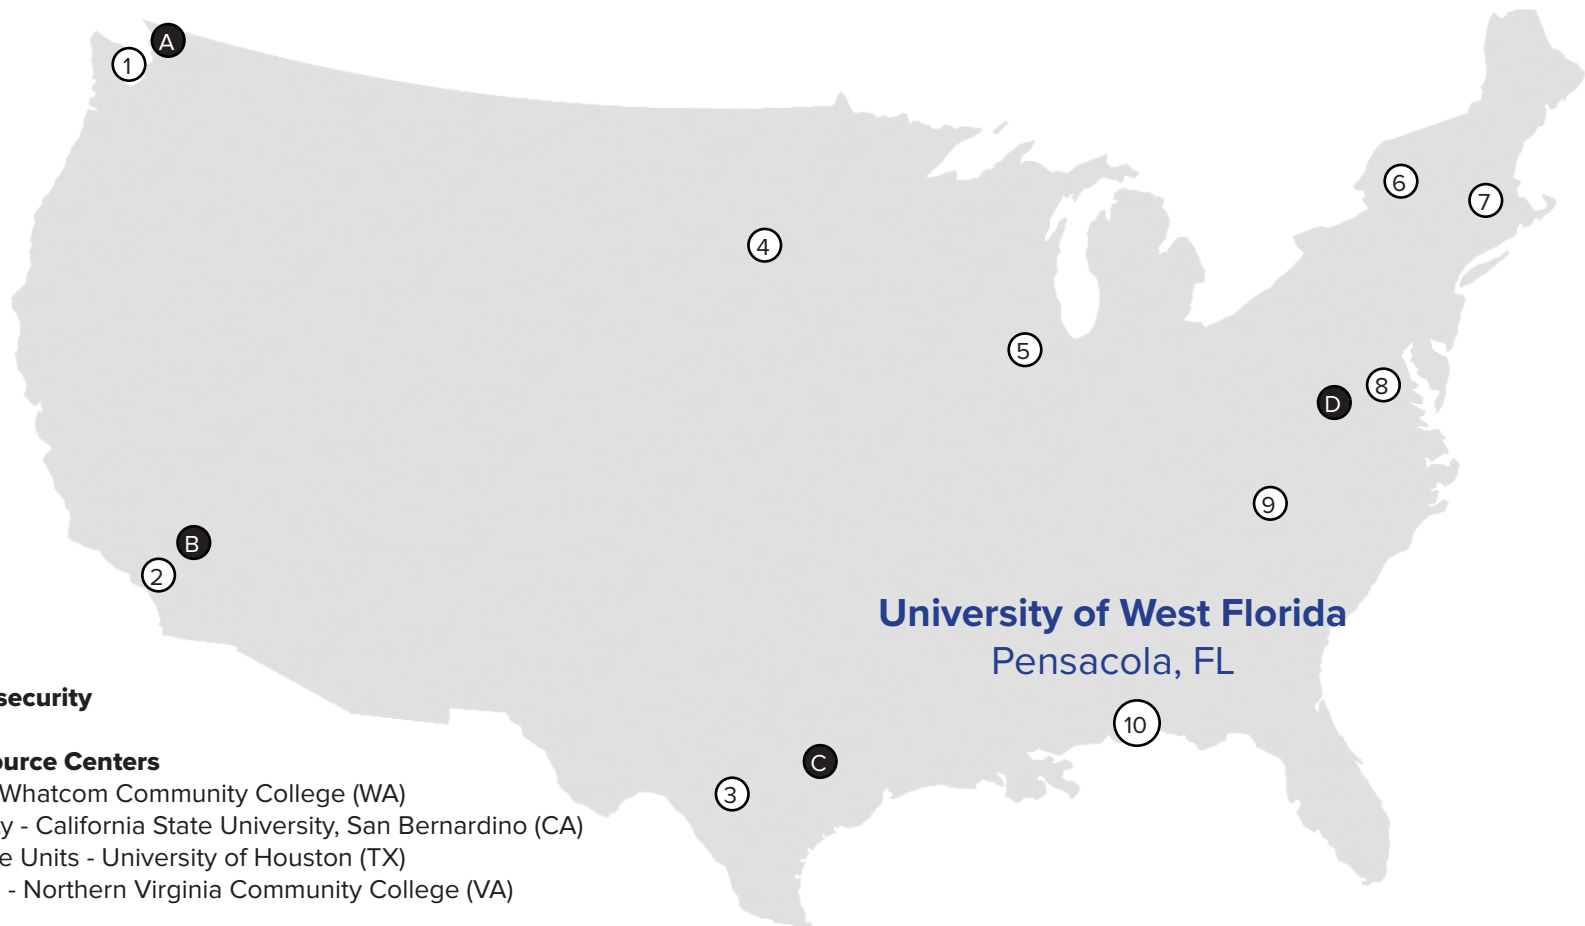 A
1
6
7
4
5
8
D
9
B
2
University of West Florida
Pensacola, FL
security
10
ource Centers
C
Whatcom Community College (WA)
3
y - California State University, San Bernardino (CA)
e Units - University of Houston (TX)
- Northern Virginia Community College (VA)